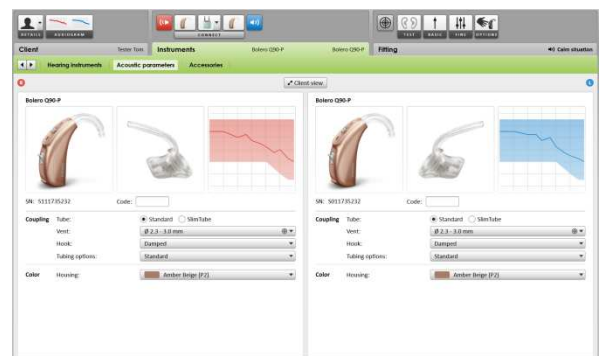 DETAILS AUDIOGRAM CONNECT TEST BASIC FINE OPTIONS
Client Tester Tom Instruments Bolero Q90-P Bolero Q90-P Fitting Calm situation
Hearing instruments Acoustic parameters Accessories
R Client view L
Bolero Q90-P
SN: 5111735232 Code:
Coupling Tube: Standard SlimTube
Vent: Ø 2.3 - 3.0 mm
Hook: Damped
Tubing options: Standard
Color Housing: Amber Beige (P2)
Bolero Q90-P
SN: 5011735232 Code:
Coupling Tube: Standard SlimTube
Vent: Ø 2.3 - 3.0 mm
Hook: Damped
Tubing options: Standard
Color Housing: Amber Beige (P2)